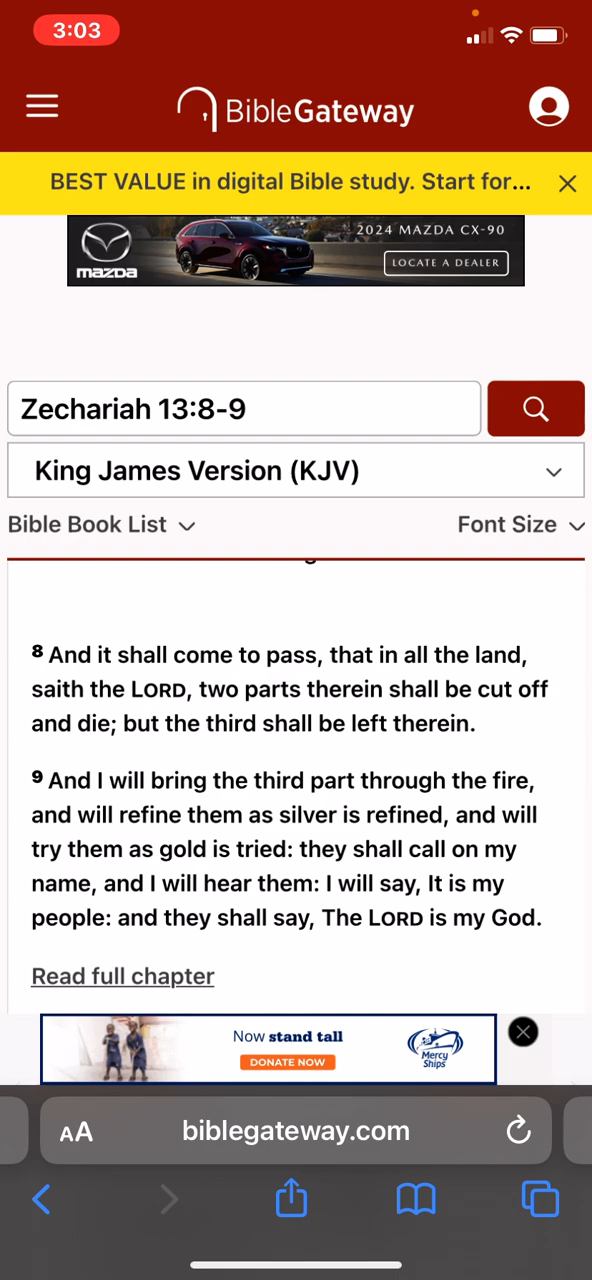 3:03
BibleGateway
BEST VALUE in digital Bible study. Start for...
mazda
2024 MAZDA CX-90
LOCATE A DEALER
Zechariah 13:8-9
King James Version (KJV)
Bible Book List
Font Size
8 And it shall come to pass, that in all the land,
saith the LORD, two parts therein shall be cut off
and die; but the third shall be left therein.
9 And I will bring the third part through the fire,
and will refine them as silver is refined, and will
try them as gold is tried: they shall call on my
name, and I will hear them: I will say, It is my
people: and they shall say, The LORD is my God.
Read full chapter
Now stand tall
DONATE NOW
Mercy
Ships
AA
biblegateway.com